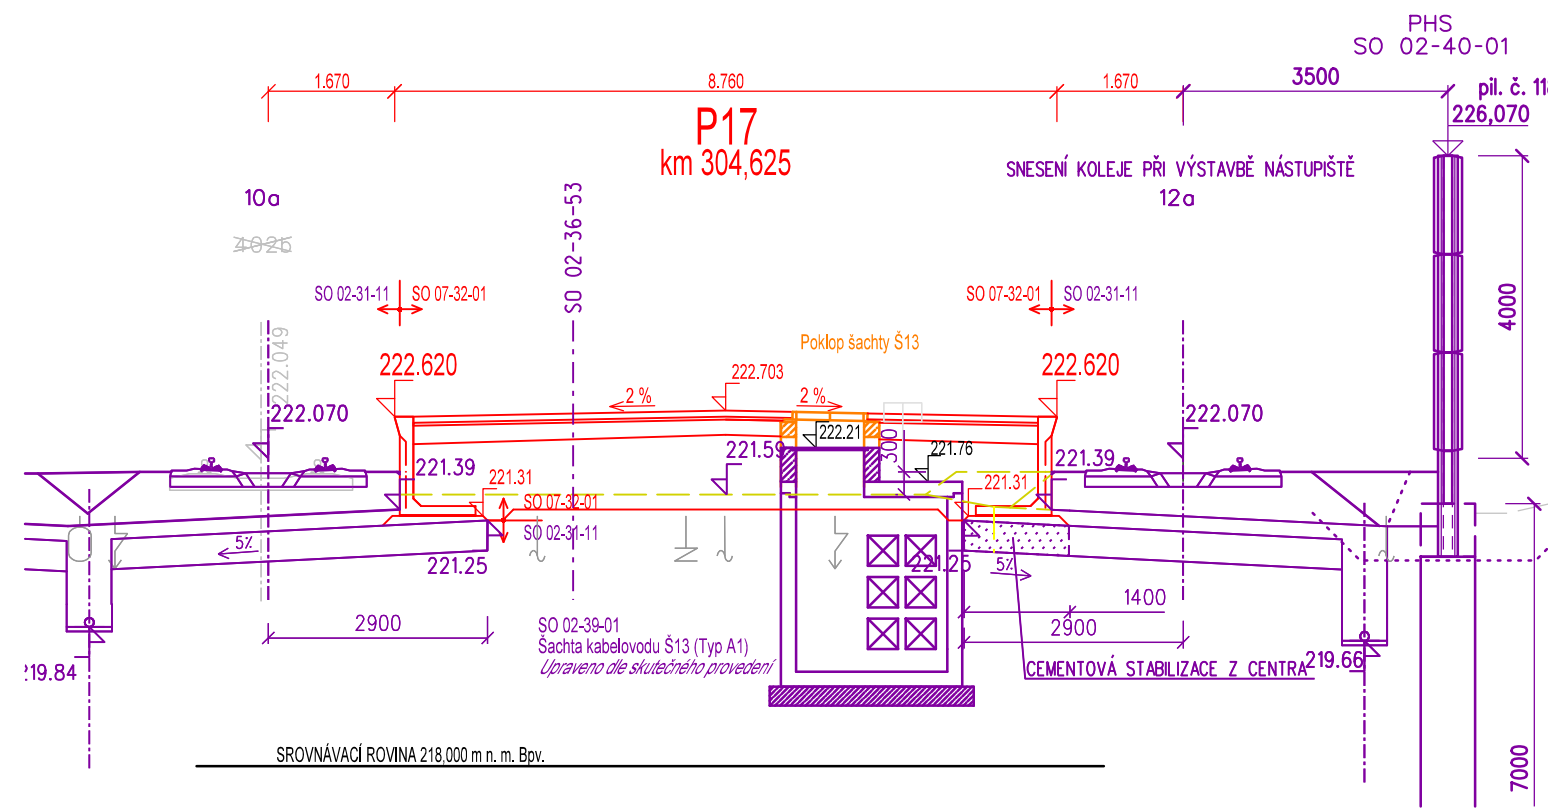 PHS
SO 02-40-01
1.670
8.760
1.670
3500
pil. č. 11
226,070
P17
km 304,625
SNESENÍ KOLEJE PŘI VÝSTAVBĚ NÁSTUPIŠTĚ
10a
12a
402b
SO 02-36-53
SO 02-31-11
SO 07-32-01
SO 07-32-01
SO 02-31-11
4000
222.049
Poklop šachty Š13
222.620
222.703
222.620
2 %
2 %
222.070
222.070
222.21
300
221.76
221.59
221.39
221.39
221.31
221.31
SO 07-32-01
SO 02-31-11
5%
221.25
221.25
5%
1400
2900
2900
SO 02-39-01
Šachta kabelovodu Š13 (Typ A1)
Upraveno dle skutečného provedení
CEMENTOVÁ STABILIZACE Z CENTRA
219.66
:19.84
SROVNÁVACÍ ROVINA 218,000 m n. m. Bpv.
7000